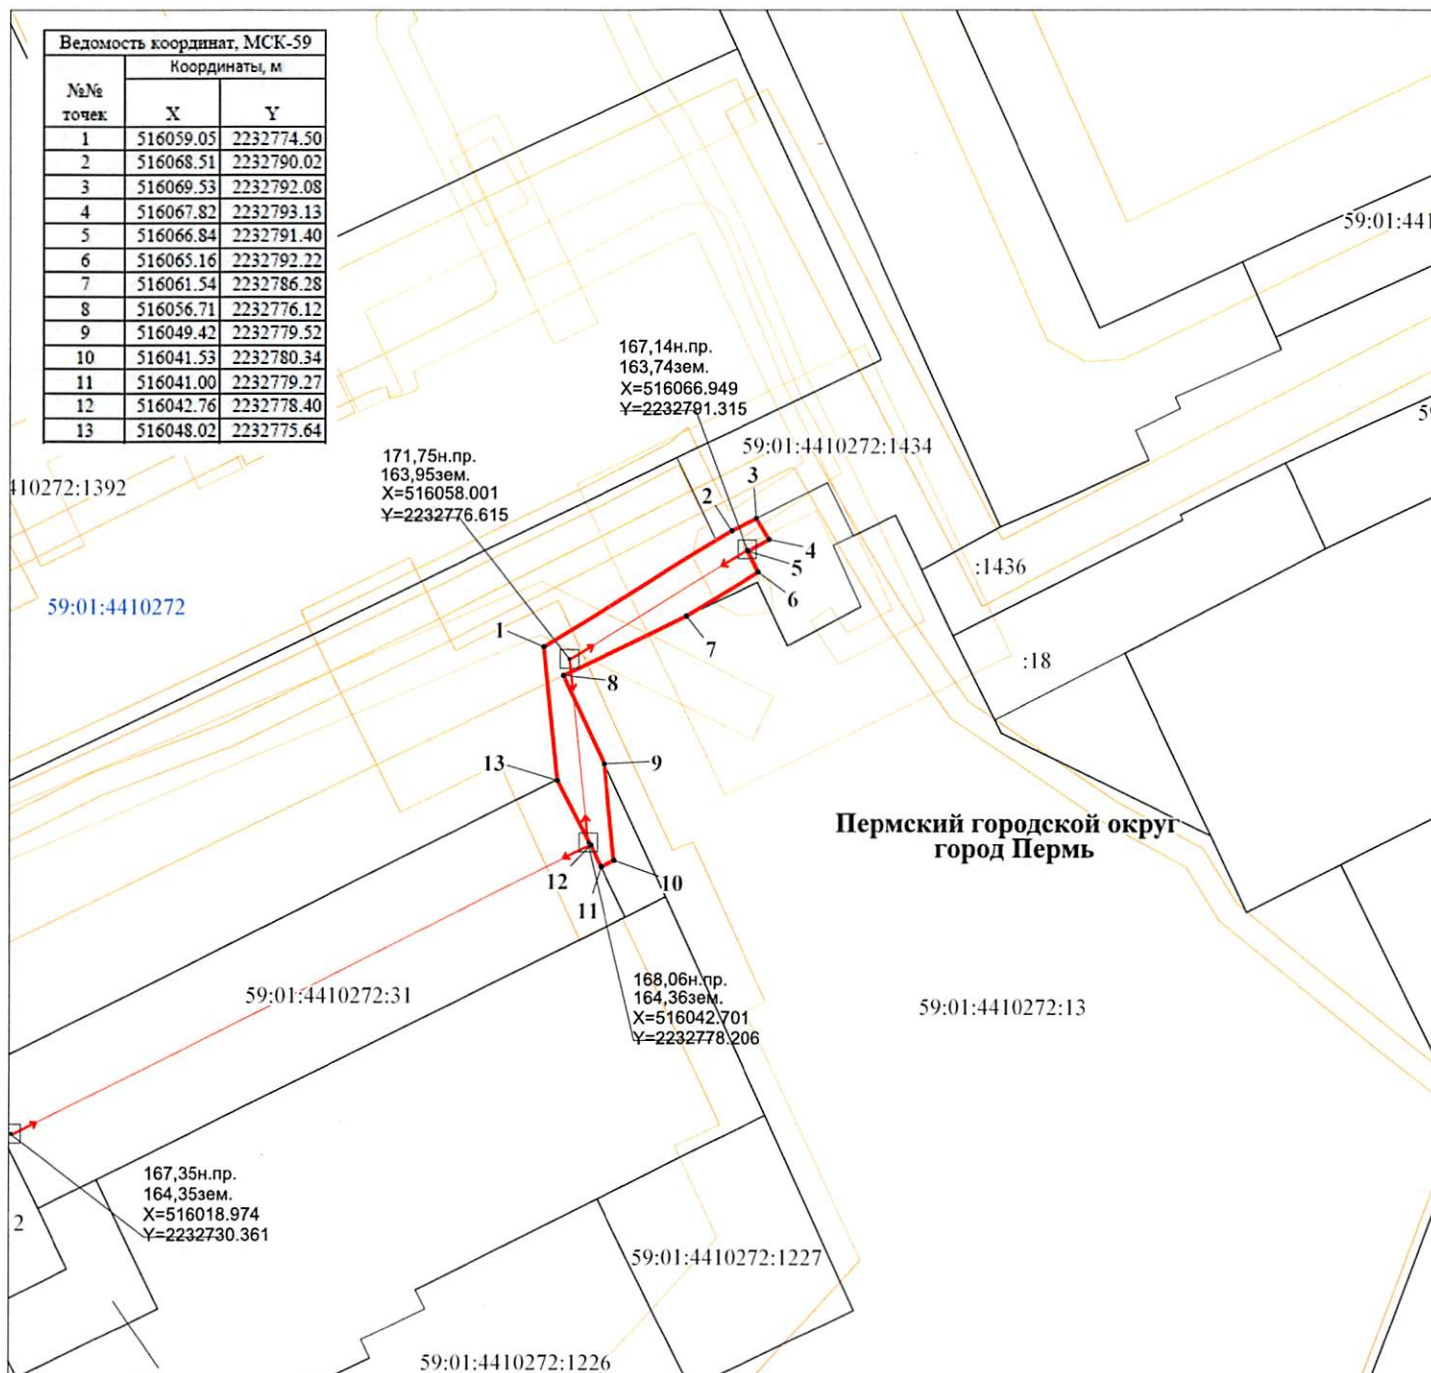 Ведомость координат, МСК-59
№№ точек
Координаты, м
X Y
1 516059.05 2232774.50
2 516068.51 2232790.02
3 516069.53 2232792.08
4 516067.82 2232793.13
5 516066.84 2232791.40
6 516065.16 2232792.22
7 516061.54 2232786.28
8 516056.71 2232776.12
9 516049.42 2232779.52
10 516041.53 2232780.34
11 516041.00 2232779.27
12 516042.76 2232778.40
13 516048.02 2232775.64
59:01:441
167,14н.пр.
163,74зем.
X=516066.949
Y=2232791.315
59
59:01:4410272:1434
171,75н.пр.
163,95зем.
X=516058.001
Y=2232776.615
410272:1392
3
2
4
5
:1436
6
59:01:4410272
1
7
:18
8
13
9
Пермский городской округ
город Пермь
12
10
11
168,06н.пр.
164,36зем.
X=516042.701
Y=2232778.206
59:01:4410272:31
59:01:4410272:13
167,35н.пр.
164,35зем.
X=516018.974
Y=2232730.361
2
59:01:4410272:1227
59:01:4410272:1226